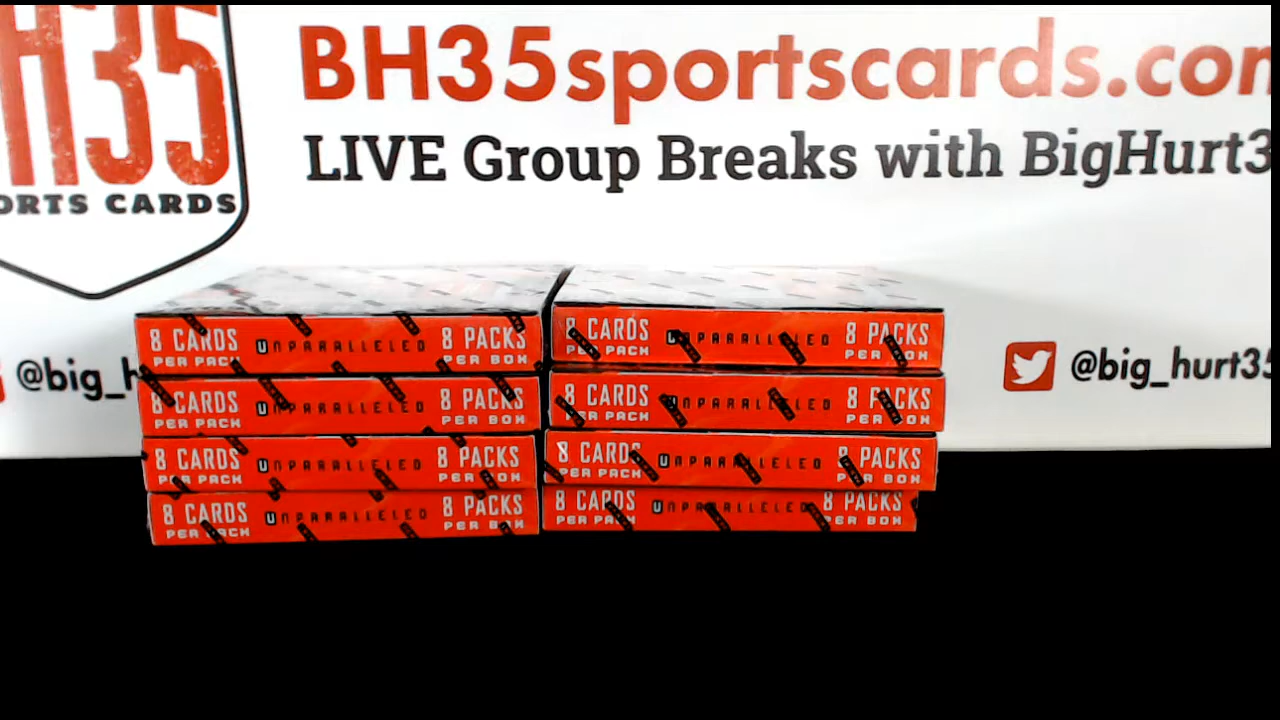 H35
ORTS CARDS
BH35sportscards.con
LIVE Group Breaks with BigHurt3
@big_h
@big_hurt35
8 CARDS PER PACK UNPARALLELED 8 PACKS PER BOX
8 CARDS PER PACK UNPARALLELED 8 PACKS PER BOX
8 CARDS PER PACK UNPARALLELED 8 PACKS PER BOX
8 CARDS PER PACK UNPARALLELED 8 PACKS PER BOX
8 CARDS PER PACK UNPARALLELED 8 PACKS PER BOX
8 CARDS PER PACK UNPARALLELED 8 PACKS PER BOX
8 CARDS PER PACK UNPARALLELED 8 PACKS PER BOX
8 CARDS PER PACK UNPARALLELED 8 PACKS PER BOX